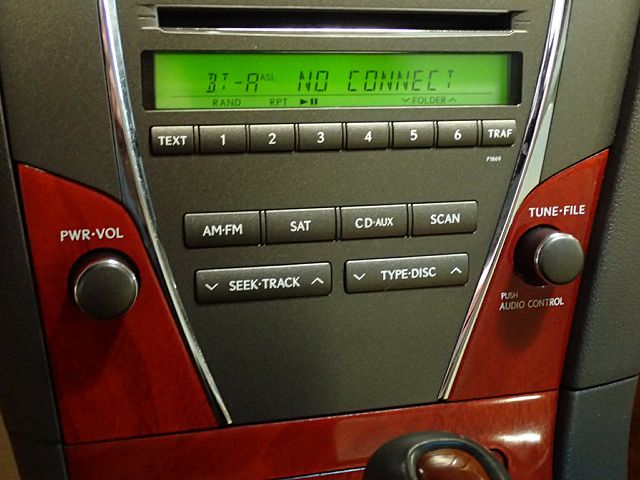 BT-A ASL NO CONNECT
RAND RPT ▶▮▮ ∨FOLDER∧
TEXT 1 2 3 4 5 6 TRAF
P1869
PWR·VOL
TUNE·FILE
AM·FM SAT CD·AUX SCAN
∨ SEEK·TRACK ∧ ∨ TYPE·DISC ∧
PUSH
AUDIO CONTROL